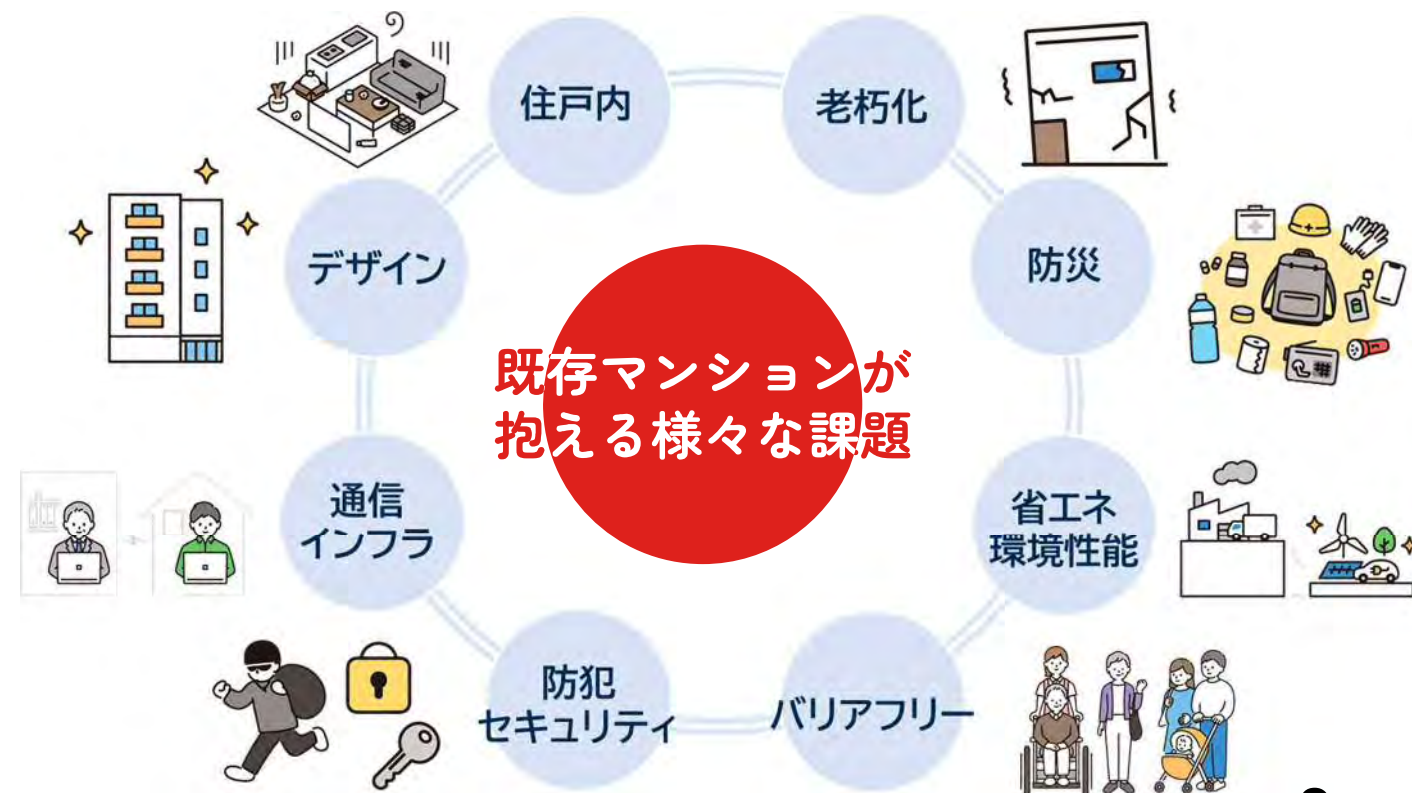 住戸内
老朽化
デザイン
防災
既存マンションが
抱える様々な課題
通信
インフラ
省エネ
環境性能
防犯
セキュリティ
バリアフリー